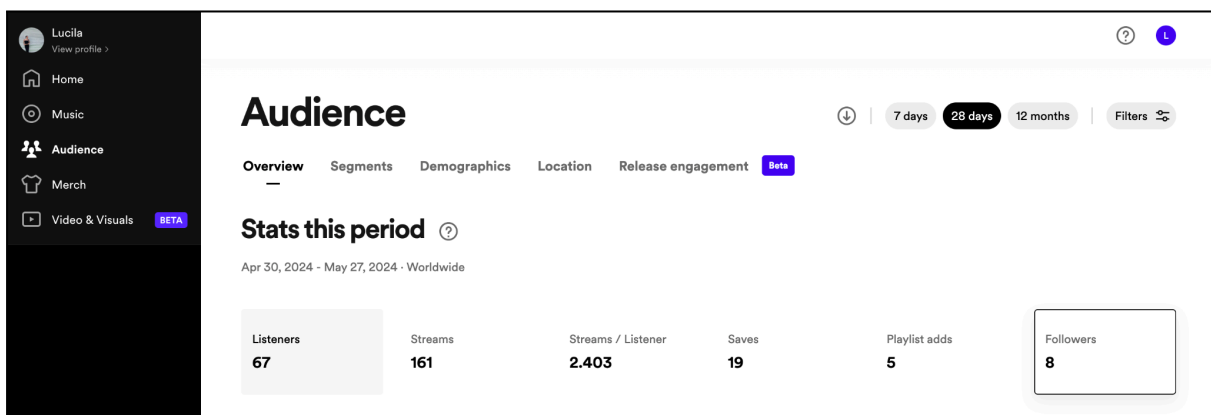 Lucila
View profile >
Home
Music
Audience
Merch
Video & Visuals BETA
? L
Audience
7 days 28 days 12 months Filters
Overview Segments Demographics Location Release engagement Beta
Stats this period ?
Apr 30, 2024 - May 27, 2024 · Worldwide
Listeners Streams Streams / Listener Saves Playlist adds Followers
67 161 2.403 19 5 8